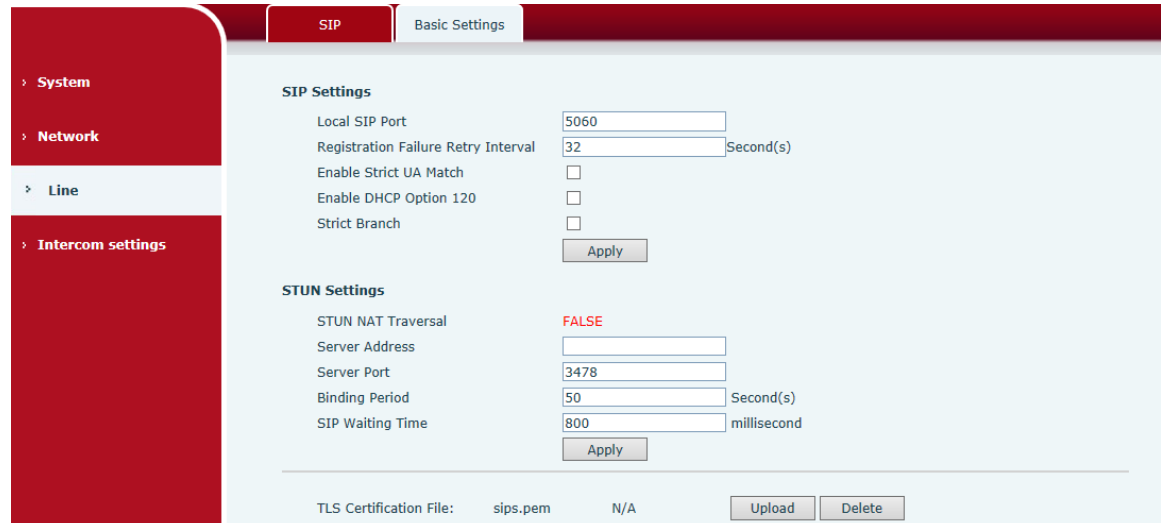 SIP
Basic Settings
System
Network
Line
Intercom settings
SIP Settings
Local SIP Port 5060
Registration Failure Retry Interval 32 Second(s)
Enable Strict UA Match
Enable DHCP Option 120
Strict Branch
Apply
STUN Settings
STUN NAT Traversal FALSE
Server Address
Server Port 3478
Binding Period 50 Second(s)
SIP Waiting Time 800 millisecond
Apply
TLS Certification File: sips.pem N/A Upload Delete